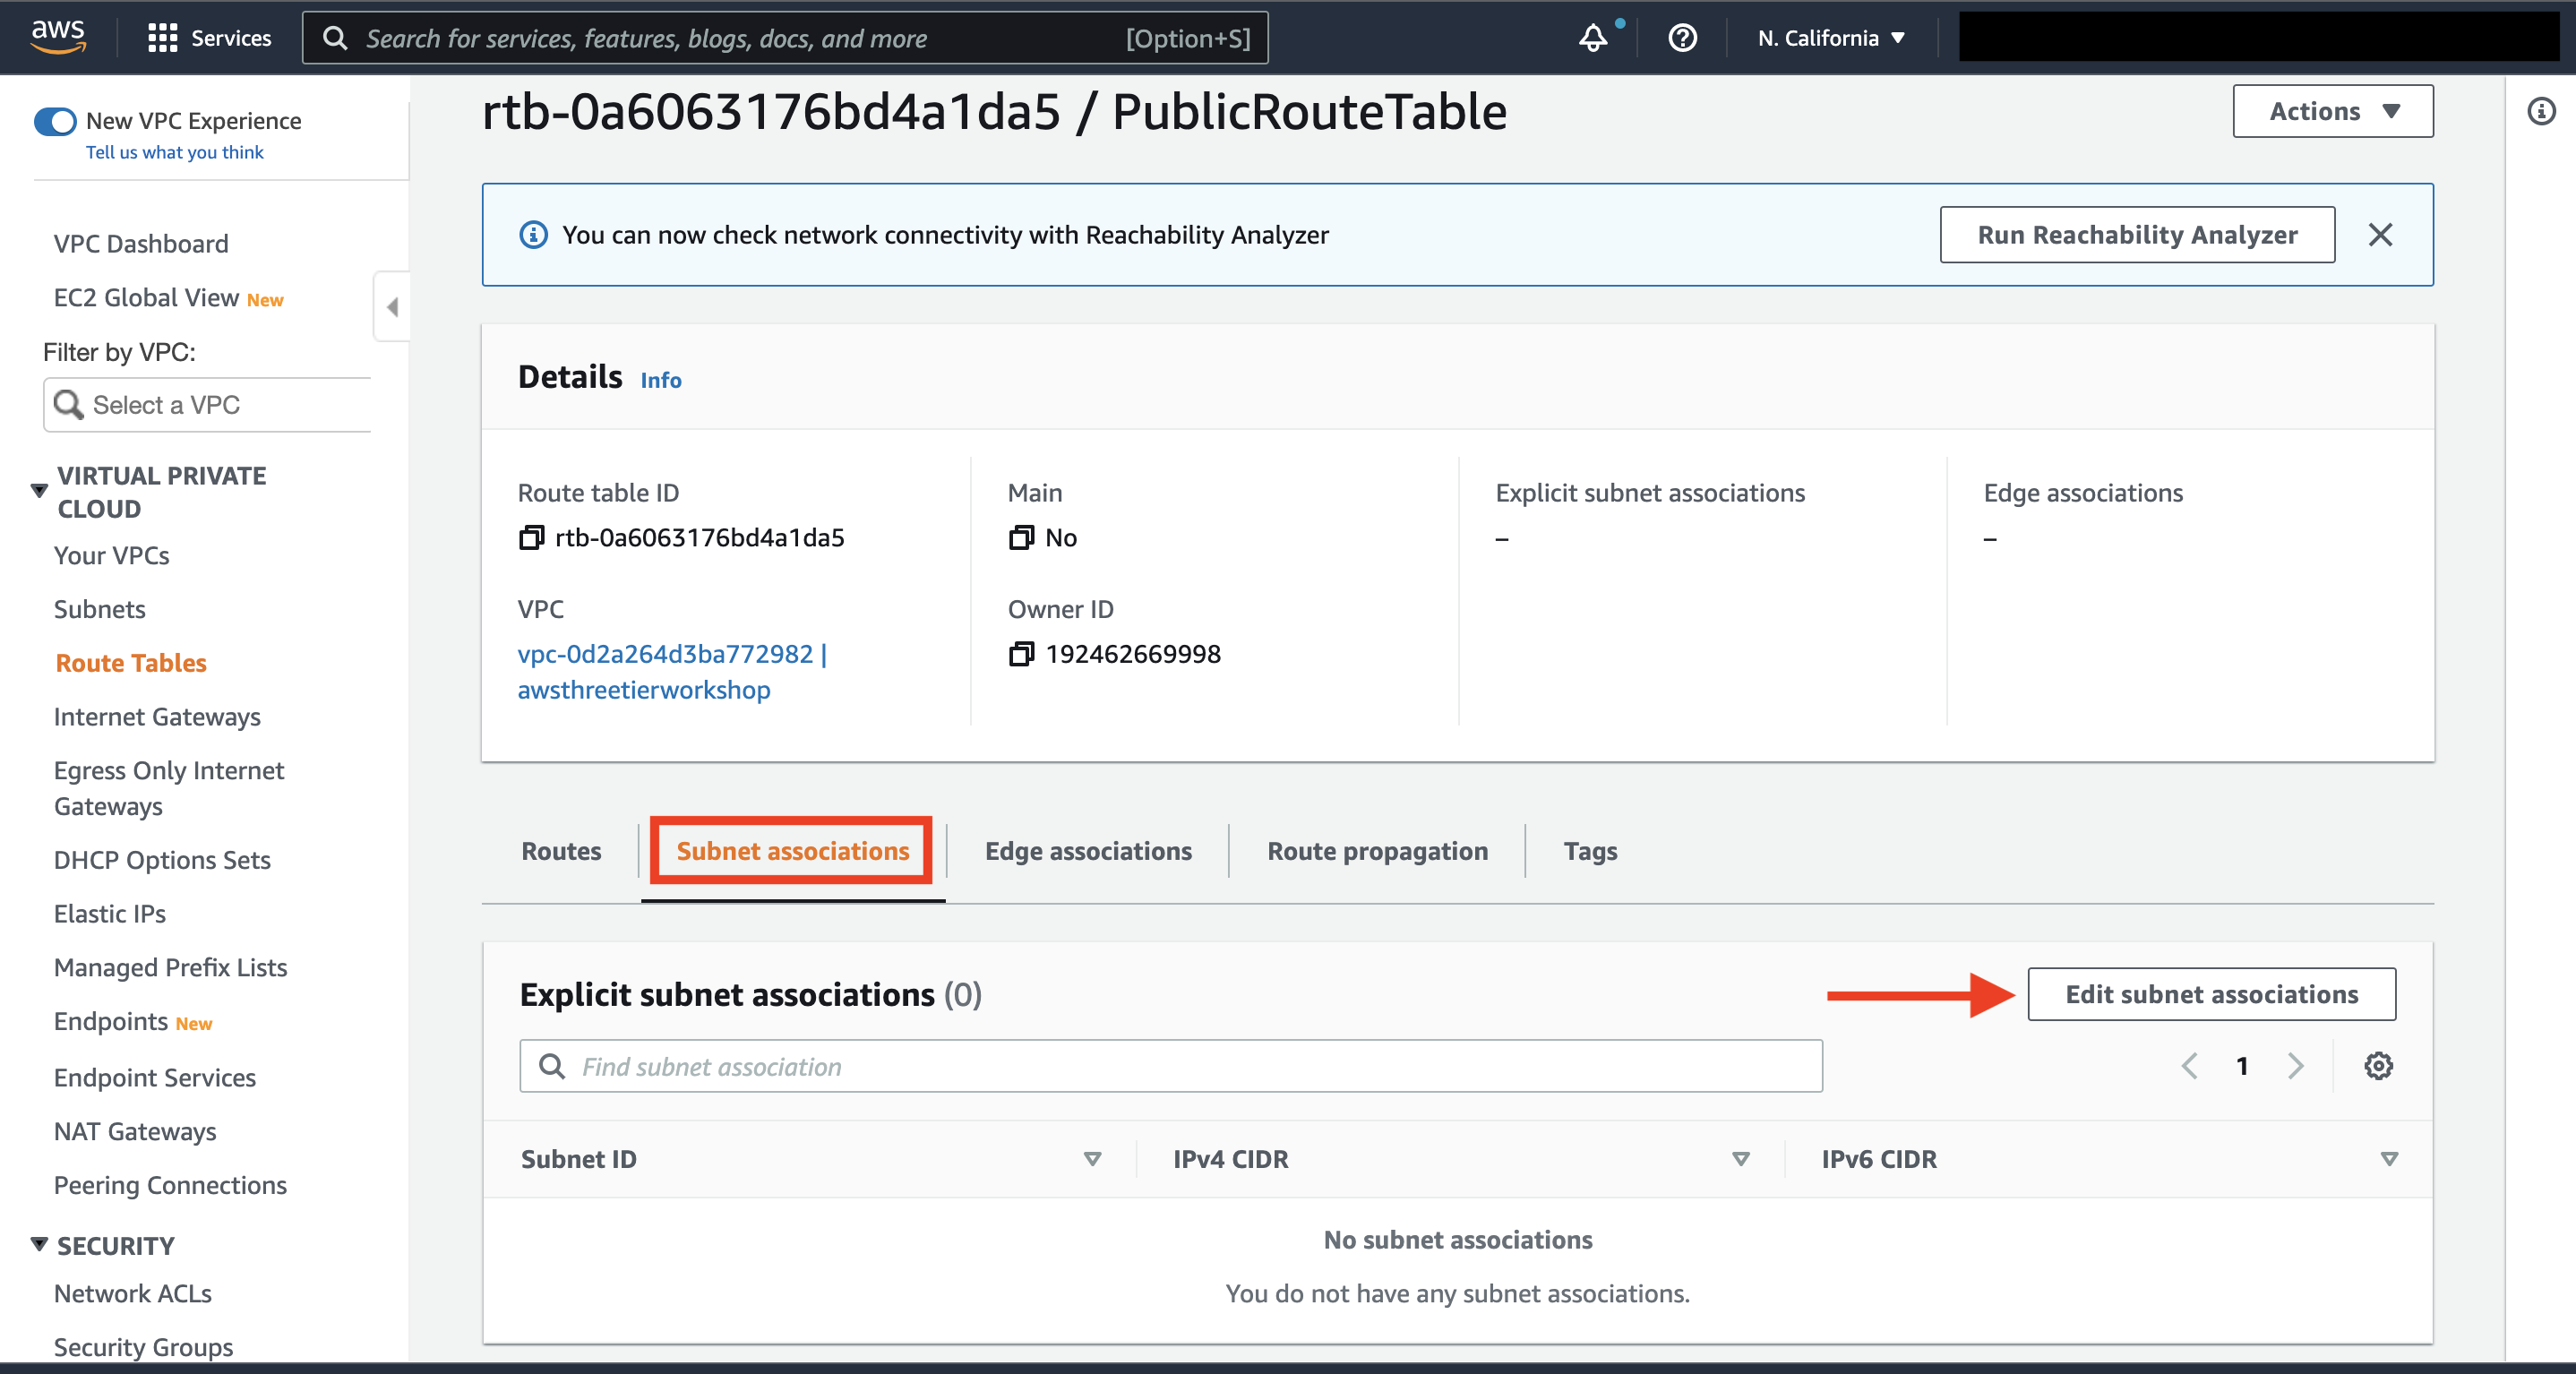 aws
Services
Search for services, features, blogs, docs, and more
[Option+S]
N. California
New VPC Experience
Tell us what you think
VPC Dashboard
EC2 Global View New
Filter by VPC:
Select a VPC
VIRTUAL PRIVATE
CLOUD
Your VPCs
Subnets
Route Tables
Internet Gateways
Egress Only Internet
Gateways
DHCP Options Sets
Elastic IPs
Managed Prefix Lists
Endpoints New
Endpoint Services
NAT Gateways
Peering Connections
SECURITY
Network ACLs
Security Groups
rtb-0a6063176bd4a1da5 / PublicRouteTable
Actions
You can now check network connectivity with Reachability Analyzer
Run Reachability Analyzer
Details Info
Route table ID
rtb-0a6063176bd4a1da5
Main
No
Explicit subnet associations
–
Edge associations
–
VPC
vpc-0d2a264d3ba772982 |
awsthreetierworkshop
Owner ID
192462669998
Routes
Subnet associations
Edge associations
Route propagation
Tags
Explicit subnet associations (0)
Edit subnet associations
Find subnet association
1
Subnet ID
IPv4 CIDR
IPv6 CIDR
No subnet associations
You do not have any subnet associations.